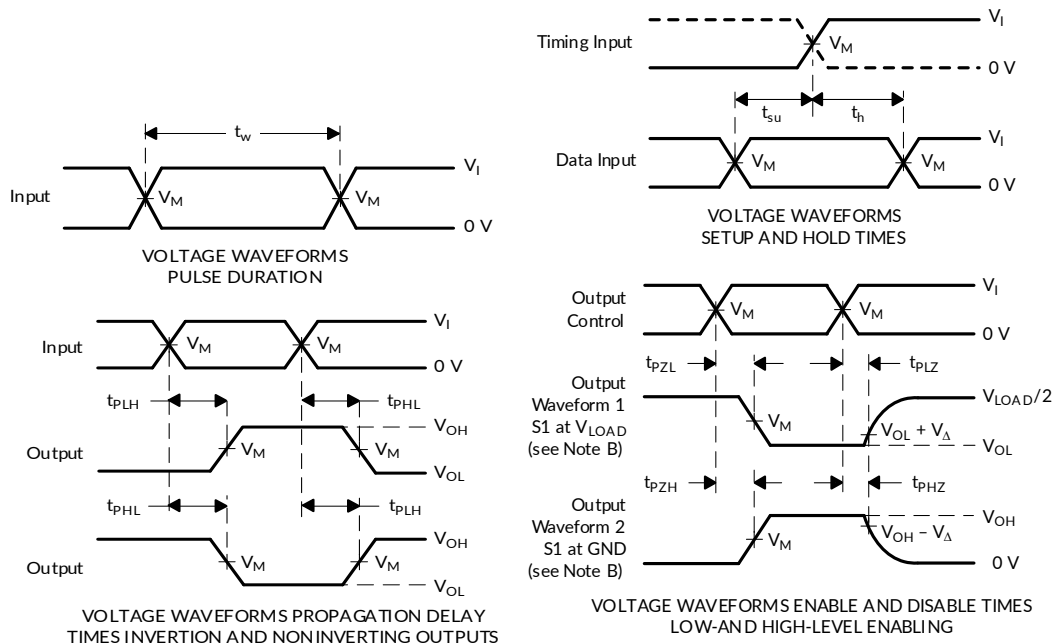 t_w
V_I
Input
V_M
V_M
0 V
VOLTAGE WAVEFORMS
PULSE DURATION
Timing Input
V_I
V_M
0 V
t_su
t_h
Data Input
V_I
V_M
V_M
0 V
VOLTAGE WAVEFORMS
SETUP AND HOLD TIMES
Input
V_I
V_M
V_M
0 V
t_PLH
t_PHL
Output
V_OH
V_M
V_M
V_OL
t_PHL
t_PLH
Output
V_OH
V_M
V_M
V_OL
VOLTAGE WAVEFORMS PROPAGATION DELAY
TIMES INVERTION AND NONINVERTING OUTPUTS
Output
Control
V_I
V_M
V_M
0 V
t_PZL
t_PLZ
Output
Waveform 1
S1 at V_LOAD
(see Note B)
V_LOAD/2
V_M
V_OL + V_Δ
V_OL
t_PZH
t_PHZ
Output
Waveform 2
S1 at GND
(see Note B)
V_OH
V_M
V_OH – V_Δ
0 V
VOLTAGE WAVEFORMS ENABLE AND DISABLE TIMES
LOW-AND HIGH-LEVEL ENABLING